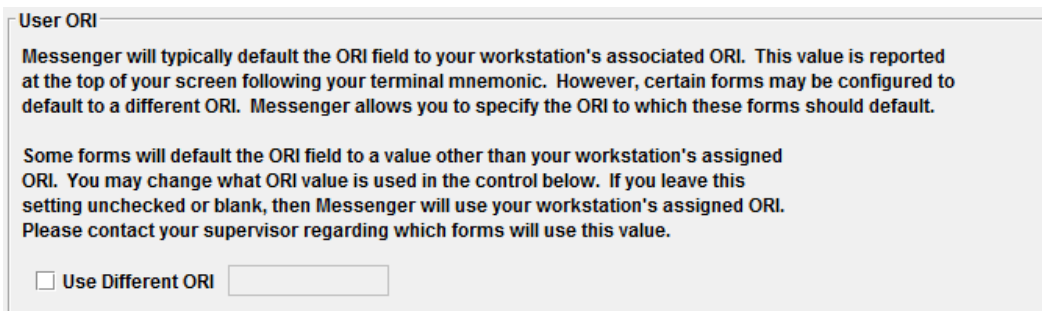 User ORI
Messenger will typically default the ORI field to your workstation's associated ORI.  This value is reported
at the top of your screen following your terminal mnemonic.  However, certain forms may be configured to
default to a different ORI.  Messenger allows you to specify the ORI to which these forms should default.
Some forms will default the ORI field to a value other than your workstation's assigned
ORI.  You may change what ORI value is used in the control below.  If you leave this
setting unchecked or blank, then Messenger will use your workstation's assigned ORI.
Please contact your supervisor regarding which forms will use this value.
Use Different ORI